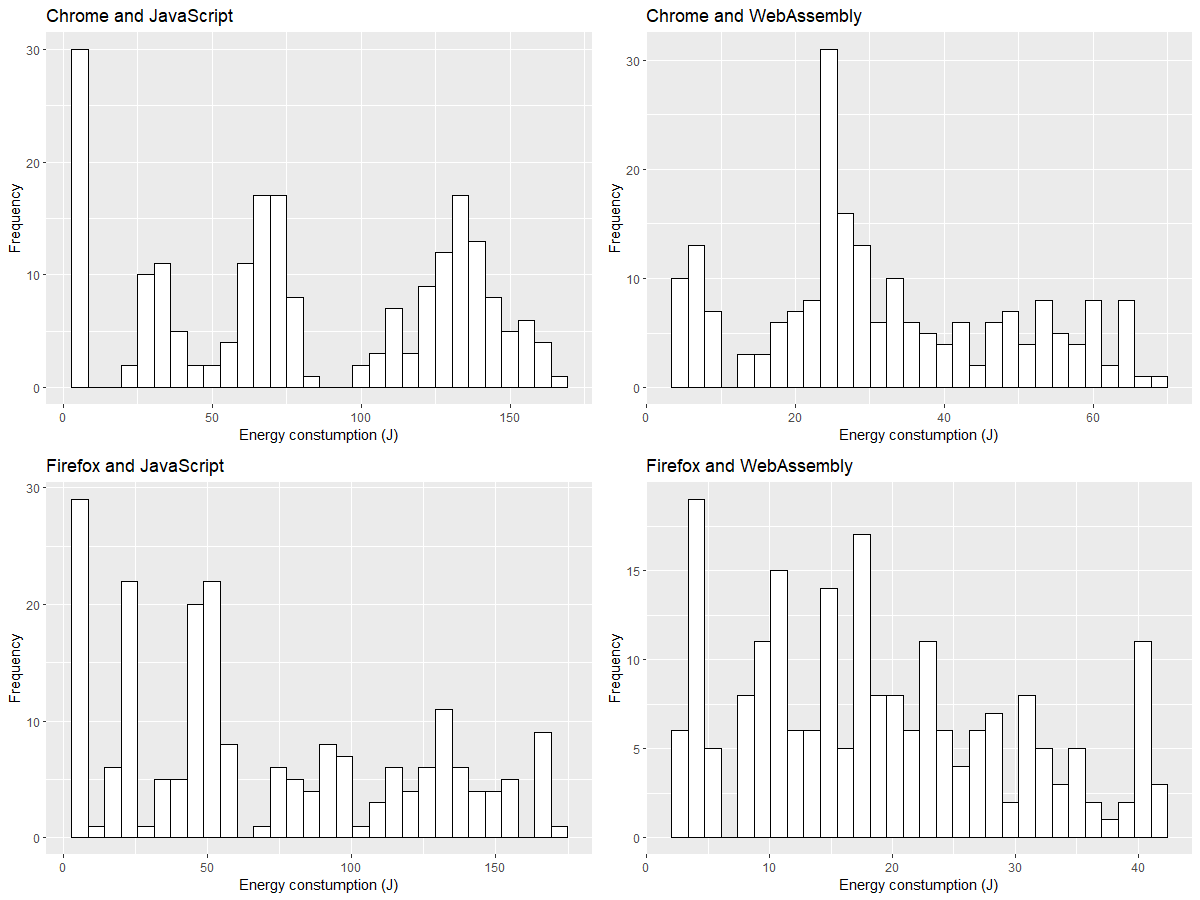 Chrome and JavaScript
30
20
10
0
Frequency
0 50 100 150
Energy constumption (J)
Chrome and WebAssembly
30
20
10
0
Frequency
0 20 40 60
Energy constumption (J)
Firefox and JavaScript
30
20
10
0
Frequency
0 50 100 150
Energy constumption (J)
Firefox and WebAssembly
15
10
5
0
Frequency
0 10 20 30 40
Energy constumption (J)